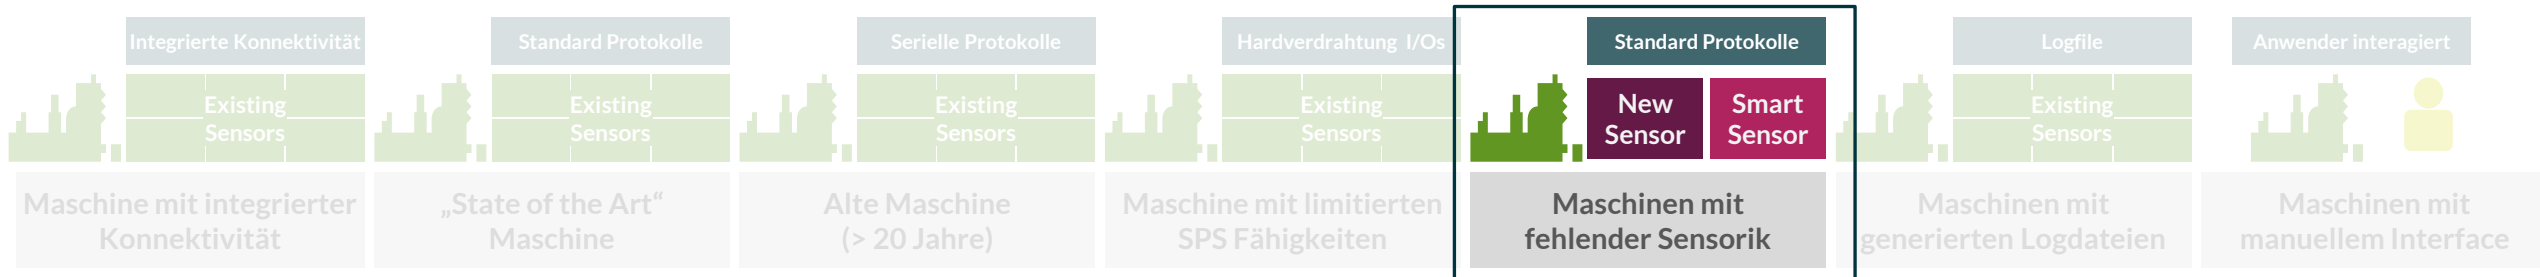 Integrierte Konnektivität
Existing
Sensors
Maschine mit integrierter
Konnektivität
Standard Protokolle
Existing
Sensors
„State of the Art“
Maschine
Serielle Protokolle
Existing
Sensors
Alte Maschine
(> 20 Jahre)
Hardverdrahtung I/Os
Existing
Sensors
Maschine mit limitierten
SPS Fähigkeiten
Standard Protokolle
New
Sensor
Smart
Sensor
Maschinen mit
fehlender Sensorik
Logfile
Existing
Sensors
Maschinen mit
generierten Logdateien
Anwender interagiert
Maschinen mit
manuellem Interface